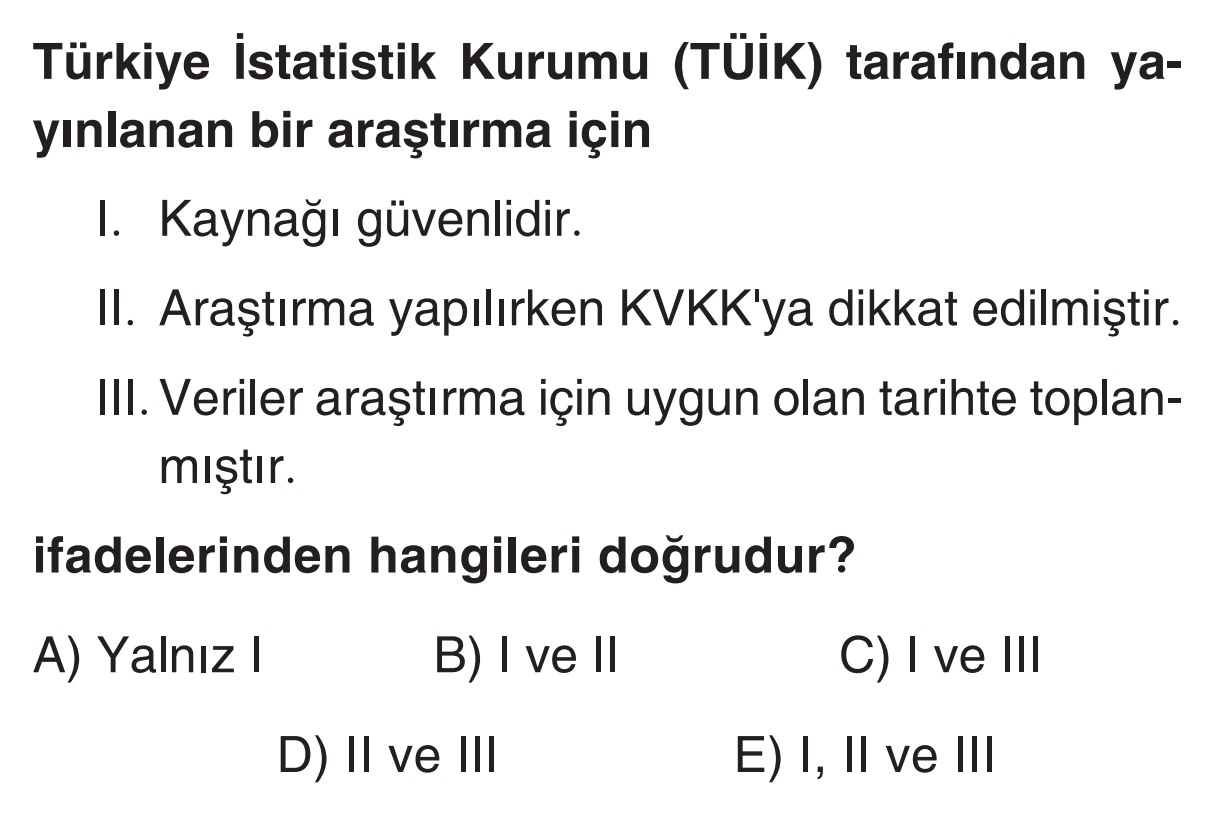 Türkiye İstatistik Kurumu (TÜİK) tarafından ya-
yınlanan bir araştırma için
I. Kaynağı güvenlidir.
II. Araştırma yapılırken KVKK'ya dikkat edilmiştir.
III. Veriler araştırma için uygun olan tarihte toplan-
mıştır.
ifadelerinden hangileri doğrudur?
A) Yalnız I B) I ve II C) I ve III
D) II ve III E) I, II ve III